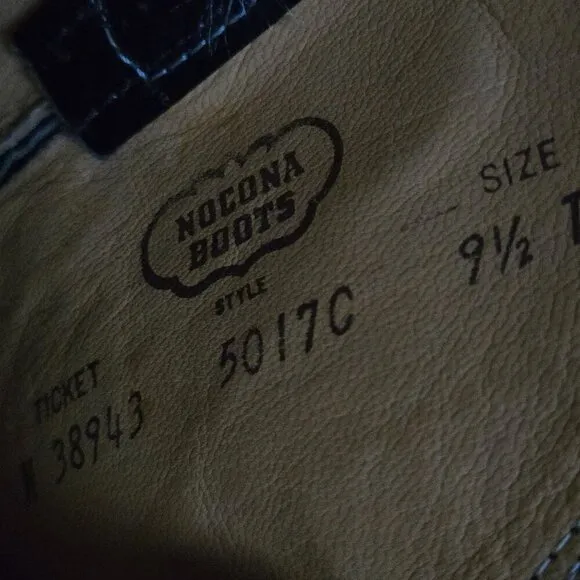 NOCONA
BOOTS
STYLE
5017C
SIZE
9½
TICKET
38943